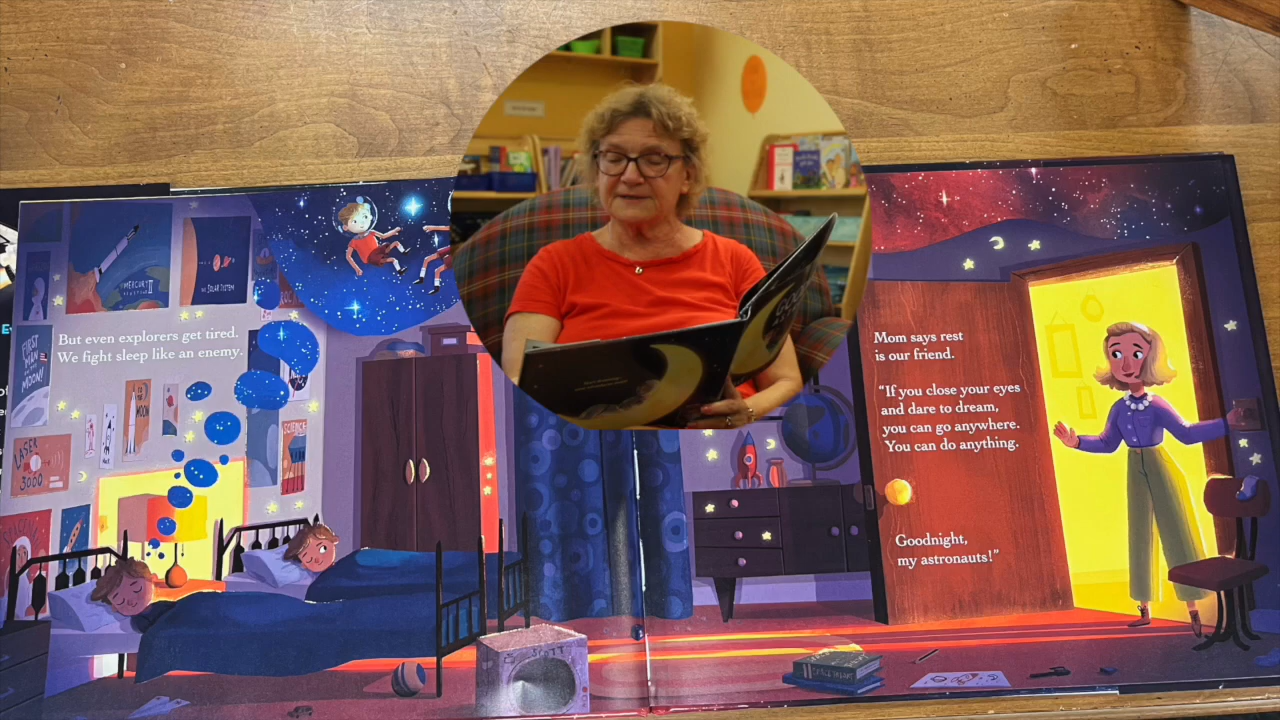 MERCURY
THE SOLAR SYSTEM
But even explorers get tired.
We fight sleep like an enemy.
FIRST
MAN
MOON!
MOON
LASER
3000
SCIENCE
SCOTT
Mom says rest
is our friend.
“If you close your eyes
and dare to dream,
you can go anywhere.
You can do anything.
Goodnight,
my astronauts!”